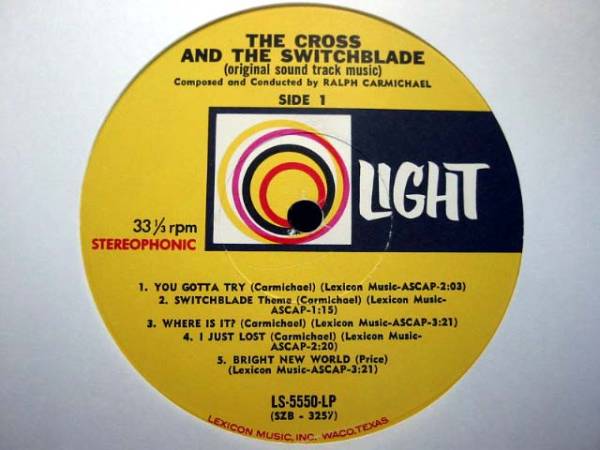 THE CROSS
AND THE SWITCHBLADE
(original sound track music)
Composed and Conducted by RALPH CARMICHAEL
SIDE 1
LIGHT
33 ⅓ rpm
STEREOPHONIC
1. YOU GOTTA TRY (Carmichael) (Lexicon Music-ASCAP-2:03)
2. SWITCHBLADE Theme (Carmichael) (Lexicon Music-
ASCAP-1:15)
3. WHERE IS IT? (Carmichael) (Lexicon Music-ASCAP-3:21)
4. I JUST LOST (Carmichael) (Lexicon Music-
ASCAP-2:20)
5. BRIGHT NEW WORLD (Price)
(Lexicon Music-ASCAP-3:21)
LS-5550-LP
(SZB - 3257)
LEXICON MUSIC, INC. WACO, TEXAS